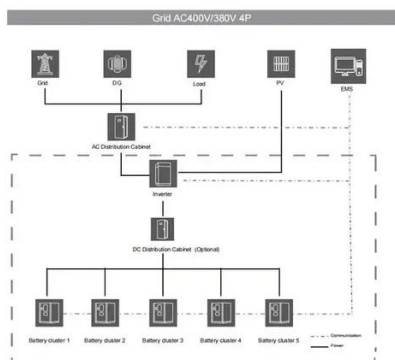 Grid AC400V/380V 4P
Grid
DG
Load
PV
EMS
AC Distribution Cabinet
Inverter
DC Distribution Cabinet (Optional)
Battery cluster 1
Battery cluster 2
Battery cluster 3
Battery cluster 4
Battery cluster 5
Communication
Power